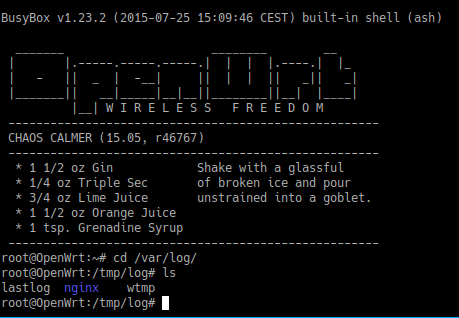 BusyBox v1.23.2 (2015-07-25 15:09:46 CEST) built-in shell (ash)
OpenWrt
W I R E L E S S   F R E E D O M
CHAOS CALMER (15.05, r46767)
* 1 1/2 oz Gin            Shake with a glassful
* 1/4 oz Triple Sec       of broken ice and pour
* 3/4 oz Lime Juice       unstrained into a goblet.
* 1 1/2 oz Orange Juice
* 1 tsp. Grenadine Syrup
root@OpenWrt:~# cd /var/log/
root@OpenWrt:/tmp/log# ls
lastlog  nginx    wtmp
root@OpenWrt:/tmp/log#